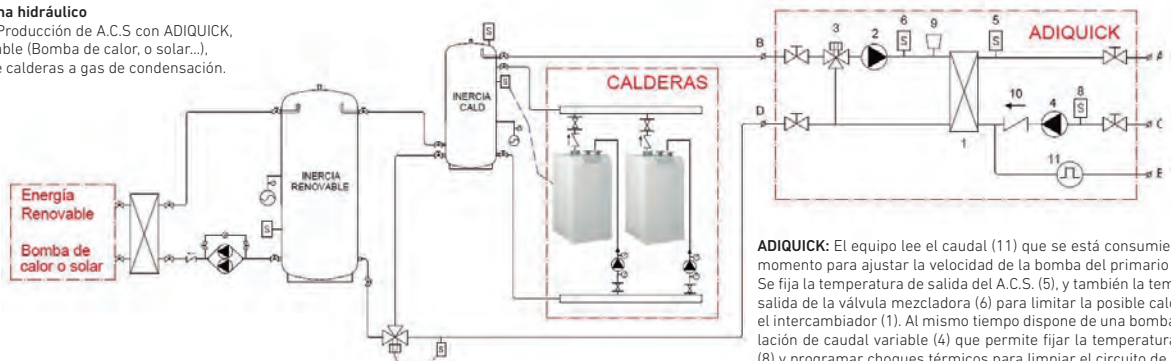 na hidráulico
Producción de A.C.S con ADIQUICK,
able (Bomba de calor, o solar...),
e calderas a gas de condensación.
Energía
Renovable
Bomba de
calor o solar
INERCIA
RENOVABLE
S
INERCIA
CALD
S
S
CALDERAS
S
ADIQUICK
B
D
3
2
6
S
9
5
S
1
10
4
8
S
11
A
C
E
ADIQUICK: El equipo lee el caudal (11) que se está consumie
momento para ajustar la velocidad de la bomba del primario
Se fija la temperatura de salida del A.C.S. (5), y también la tem
salida de la válvula mezcladora (6) para limitar la posible calc
el intercambiador (1). Al mismo tiempo dispone de una bomba
lación de caudal variable (4) que permite fijar la temperatura
(8) y programar choques térmicos para limpiar el circuito de